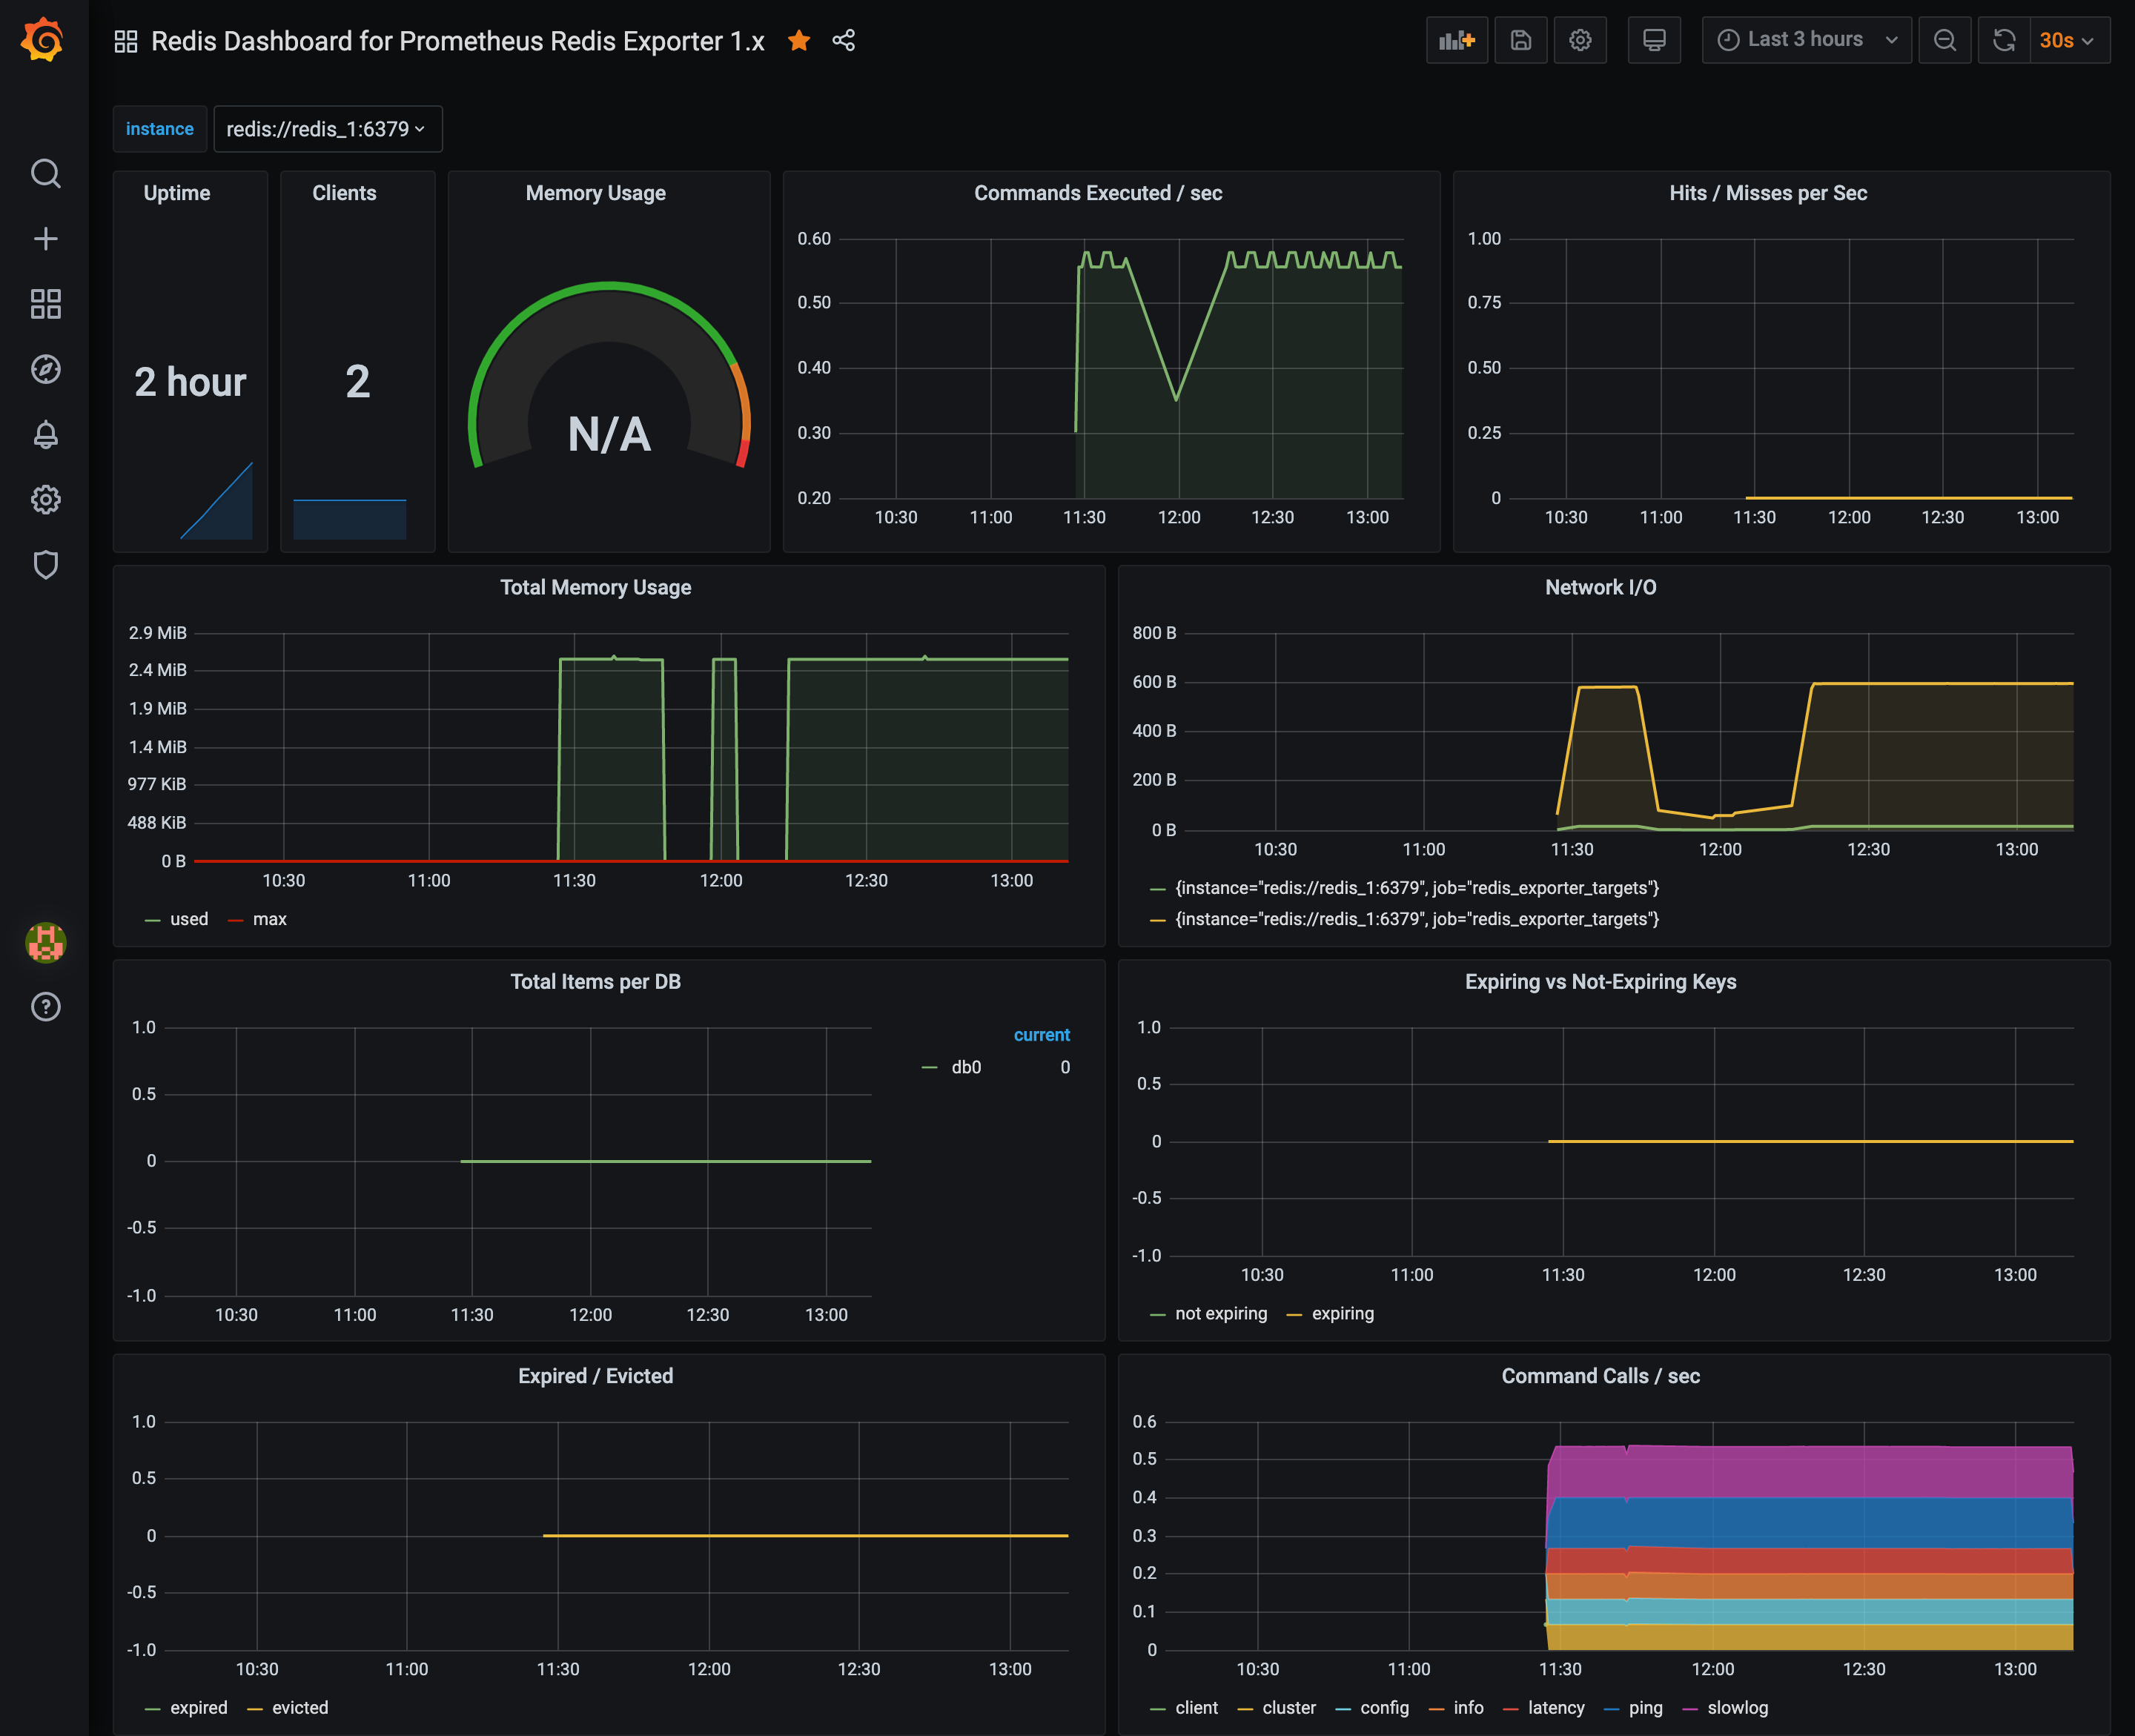 Redis Dashboard for Prometheus Redis Exporter 1.x
Last 3 hours
30s
instance
redis://redis_1:6379
Uptime
2 hour
Clients
2
Memory Usage
N/A
Commands Executed / sec
0.60
0.50
0.40
0.30
0.20
10:30 11:00 11:30 12:00 12:30 13:00
Hits / Misses per Sec
1.00
0.75
0.50
0.25
0
10:30 11:00 11:30 12:00 12:30 13:00
Total Memory Usage
2.9 MiB
2.4 MiB
1.9 MiB
1.4 MiB
977 KiB
488 KiB
0 B
10:30 11:00 11:30 12:00 12:30 13:00
used max
Network I/O
800 B
600 B
400 B
200 B
0 B
10:30 11:00 11:30 12:00 12:30 13:00
{instance="redis://redis_1:6379", job="redis_exporter_targets"}
{instance="redis://redis_1:6379", job="redis_exporter_targets"}
Total Items per DB
1.0
0.5
0
-0.5
-1.0
10:30 11:00 11:30 12:00 12:30 13:00
current
db0 0
Expiring vs Not-Expiring Keys
1.0
0.5
0
-0.5
-1.0
10:30 11:00 11:30 12:00 12:30 13:00
not expiring expiring
Expired / Evicted
1.0
0.5
0
-0.5
-1.0
10:30 11:00 11:30 12:00 12:30 13:00
expired evicted
Command Calls / sec
0.6
0.5
0.4
0.3
0.2
0.1
0
10:30 11:00 11:30 12:00 12:30 13:00
client cluster config info latency ping slowlog